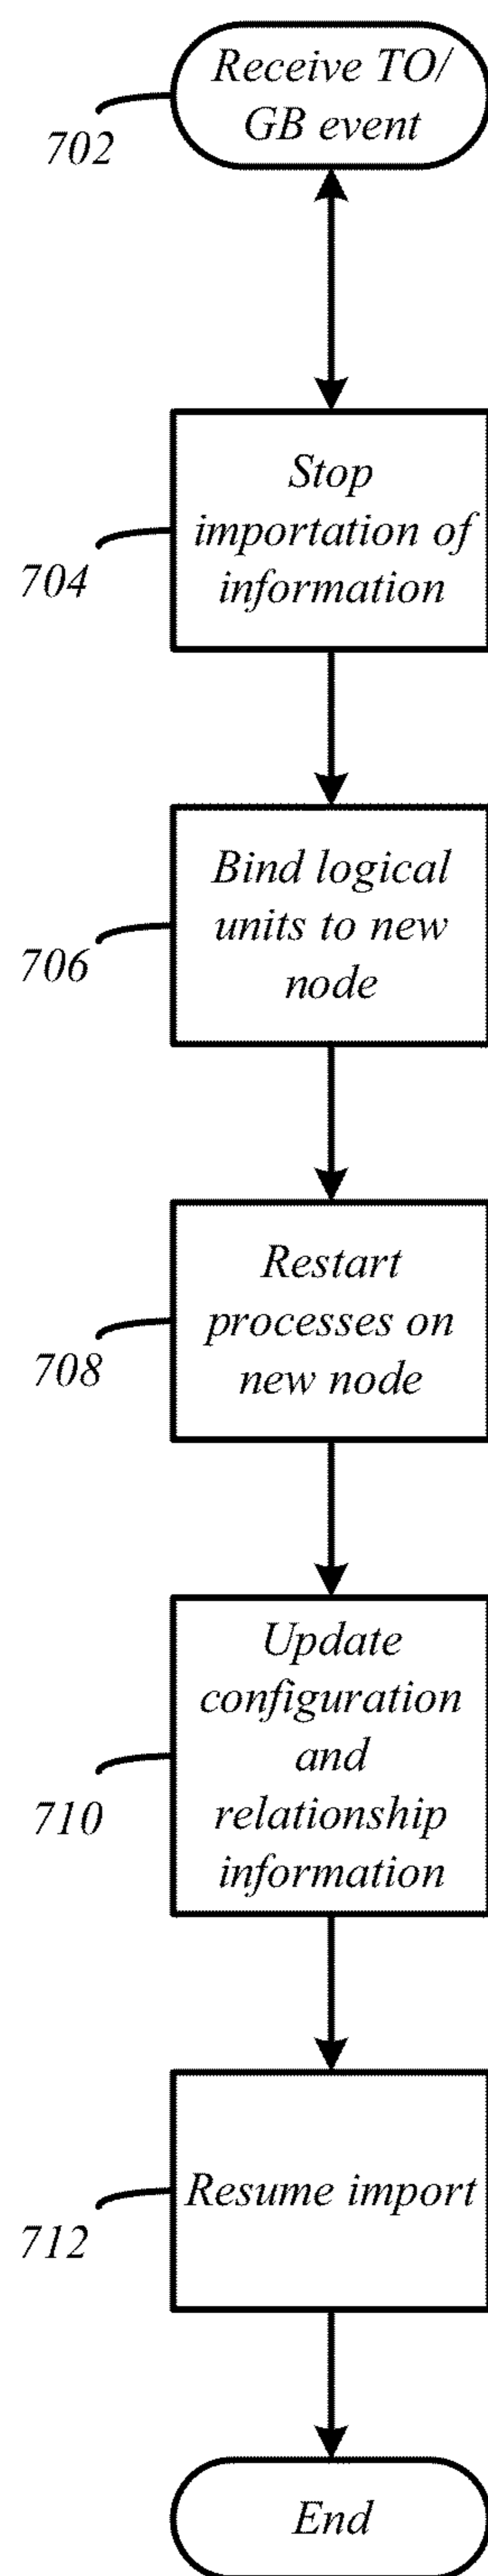 Receive TO/
GB event
702
Stop
importation of
information
704
Bind logical
units to new
node
706
Restart
processes on
new node
708
Update
configuration
and
relationship
information
710
Resume import
712
End